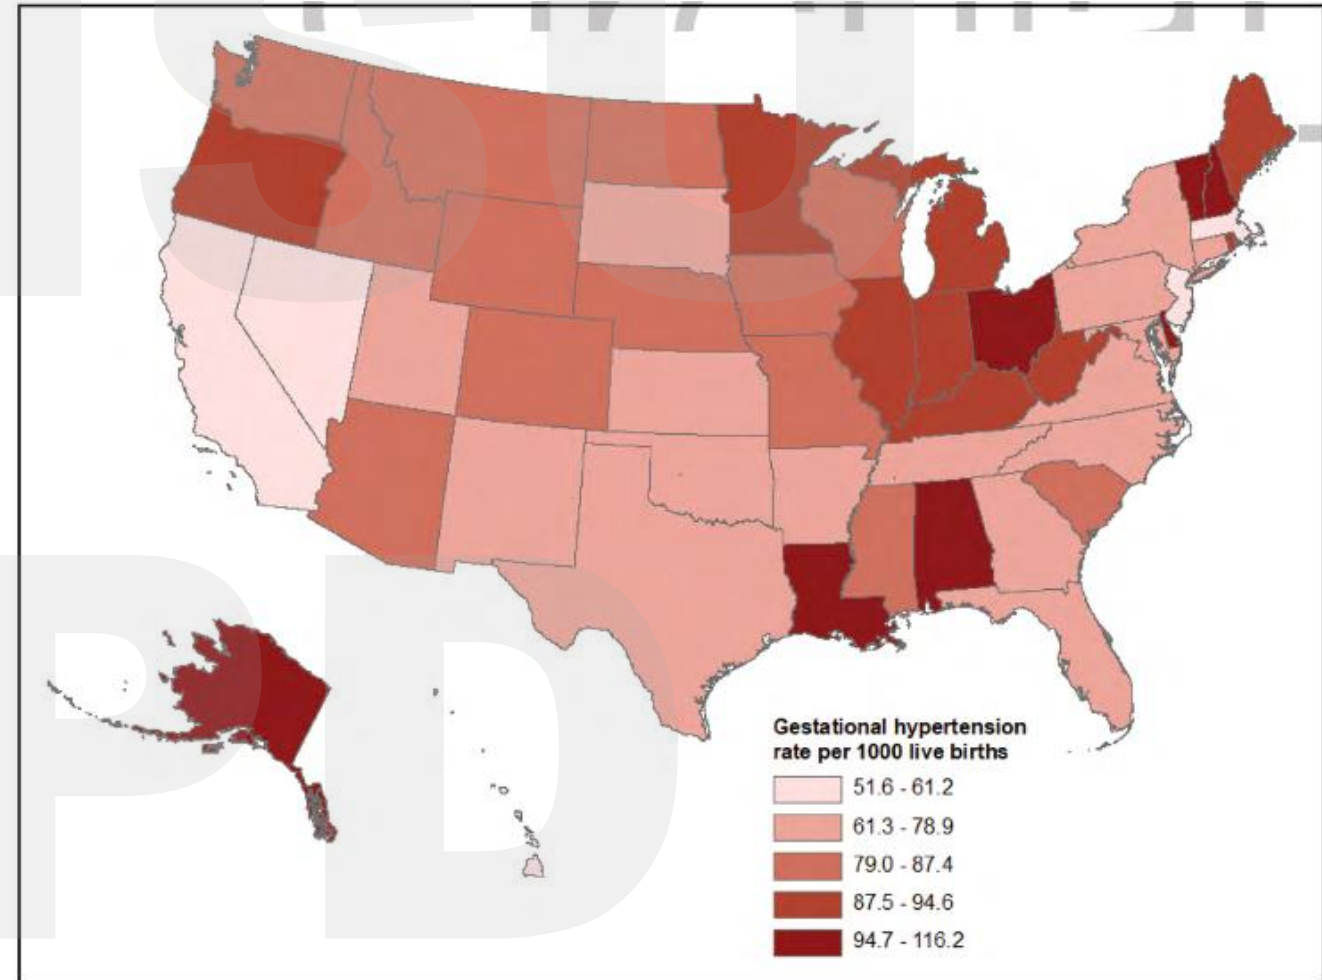 Gestational hypertension
rate per 1000 live births
51.6 - 61.2
61.3 - 78.9
79.0 - 87.4
87.5 - 94.6
94.7 - 116.2